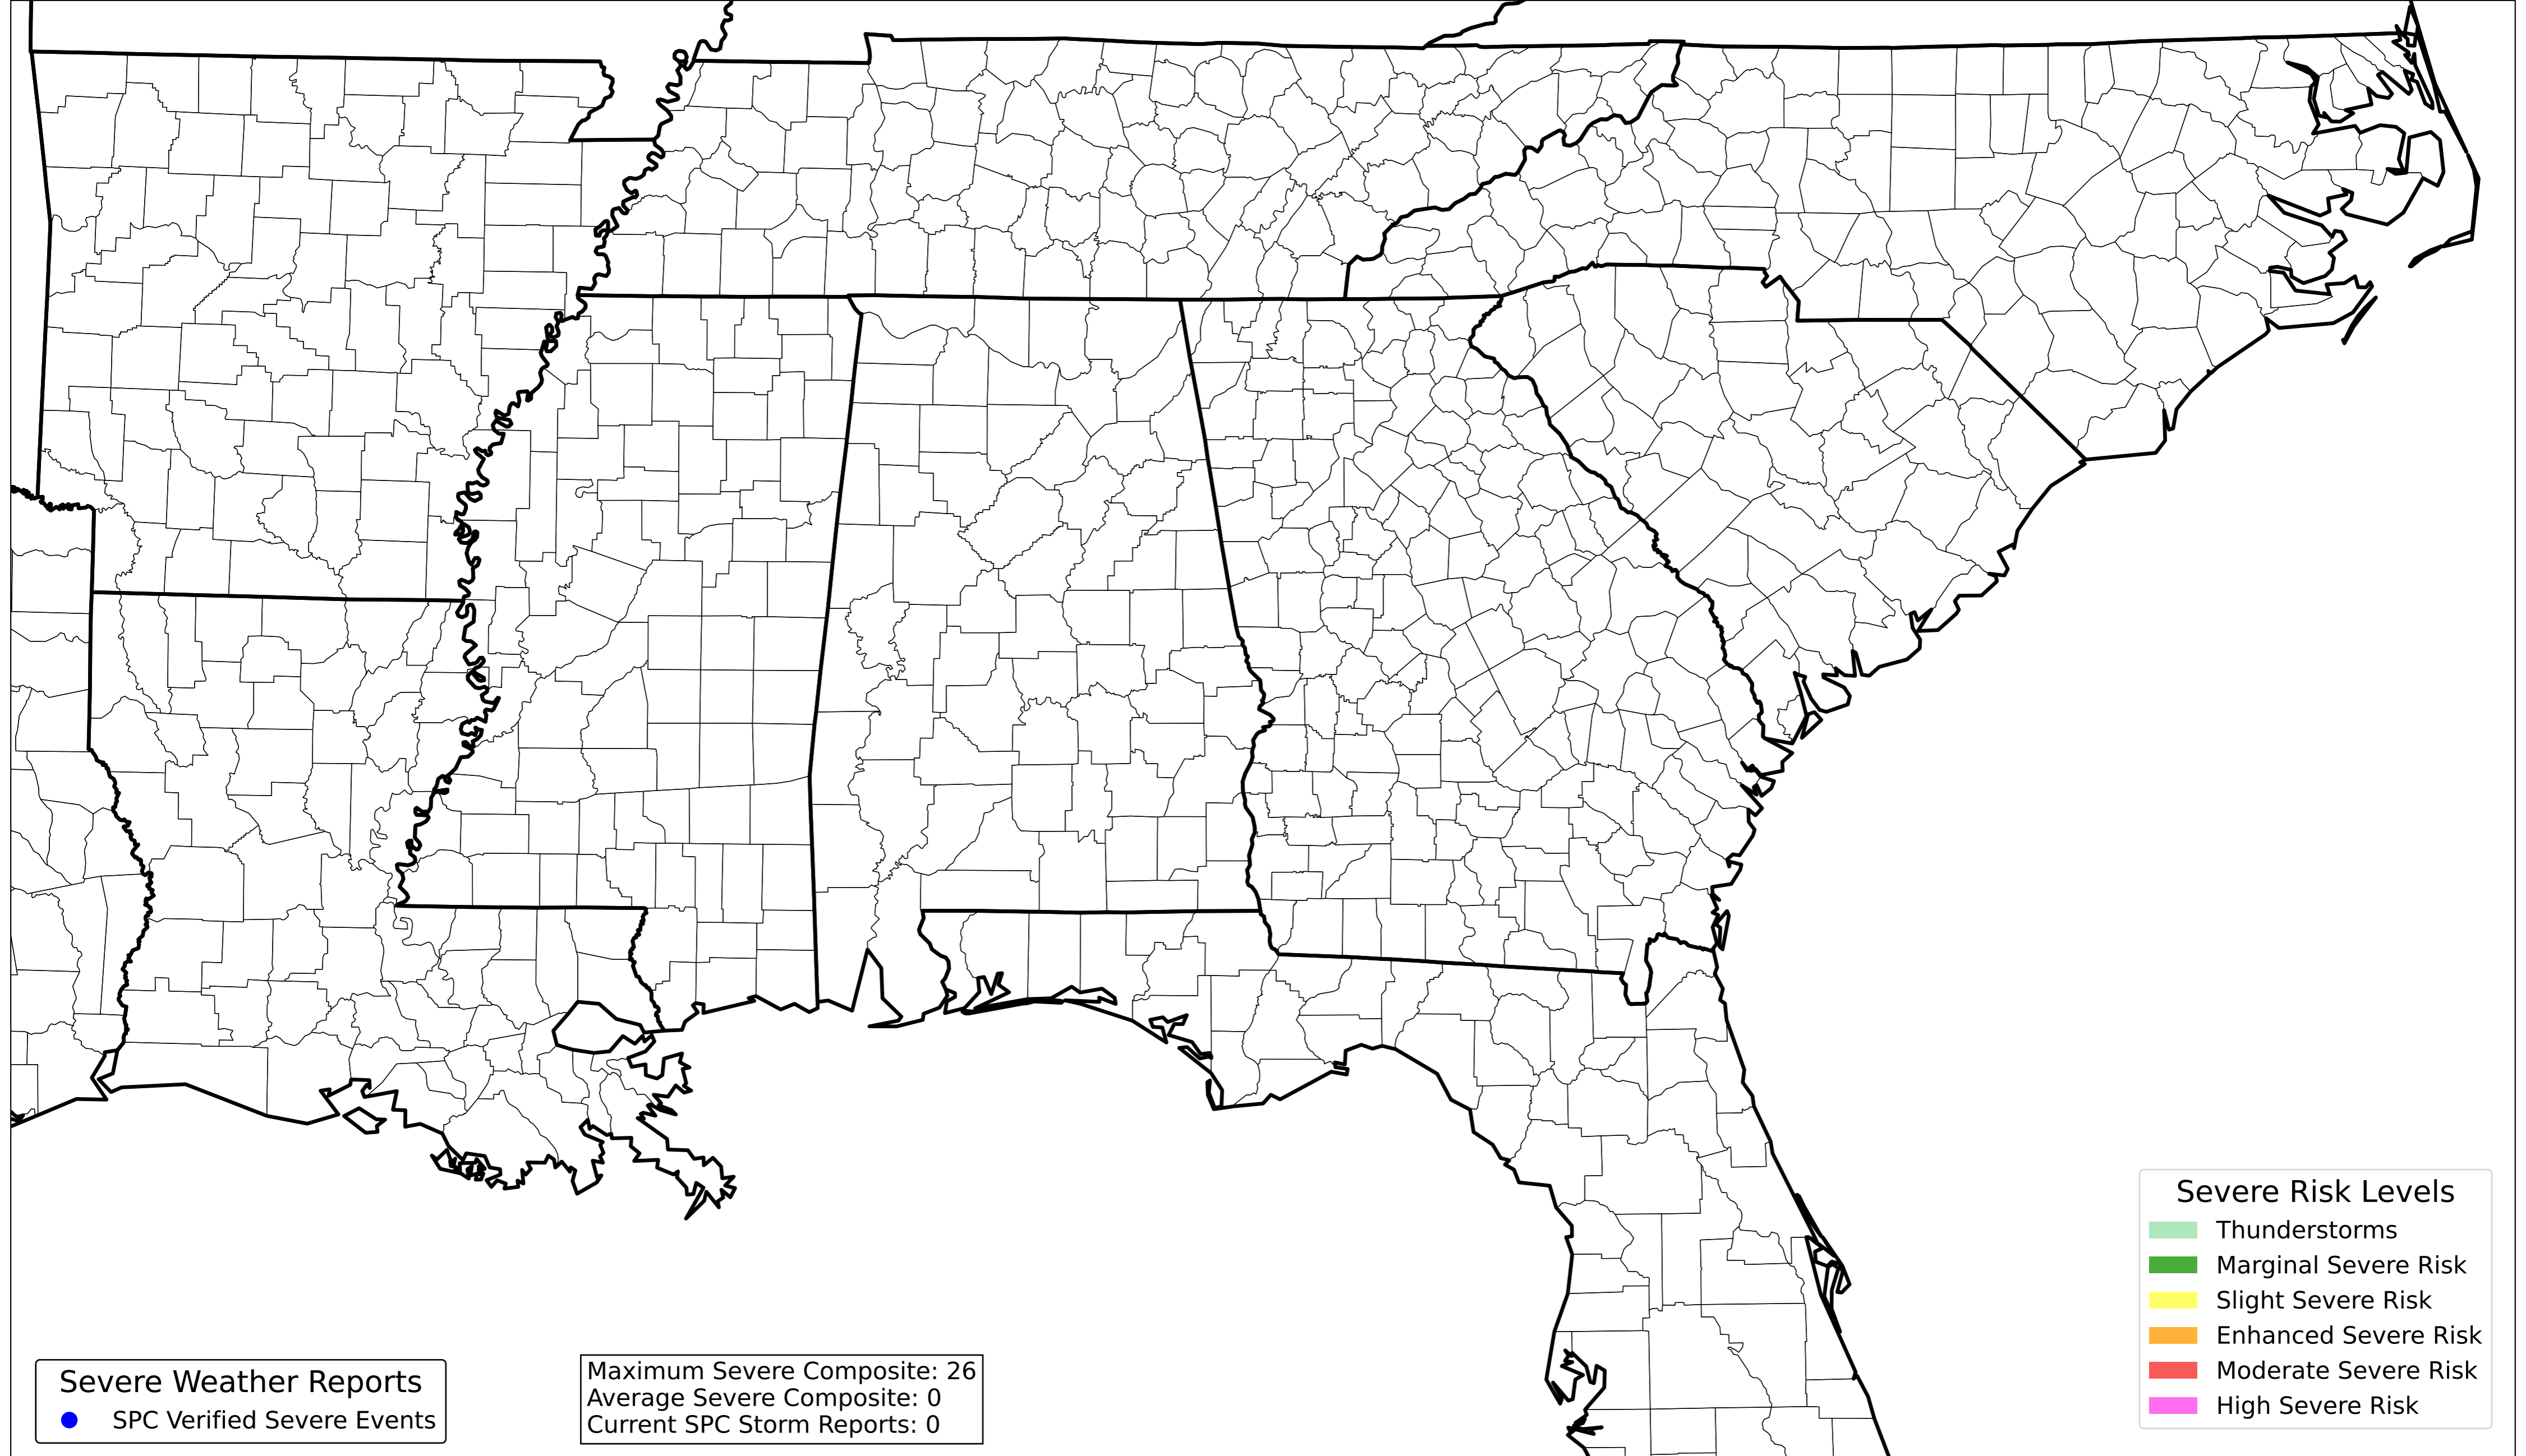 Severe Risk Levels
Thunderstorms
Marginal Severe Risk
Slight Severe Risk
Enhanced Severe Risk
Moderate Severe Risk
High Severe Risk
Severe Weather Reports
SPC Verified Severe Events
Maximum Severe Composite: 26
Average Severe Composite: 0
Current SPC Storm Reports: 0